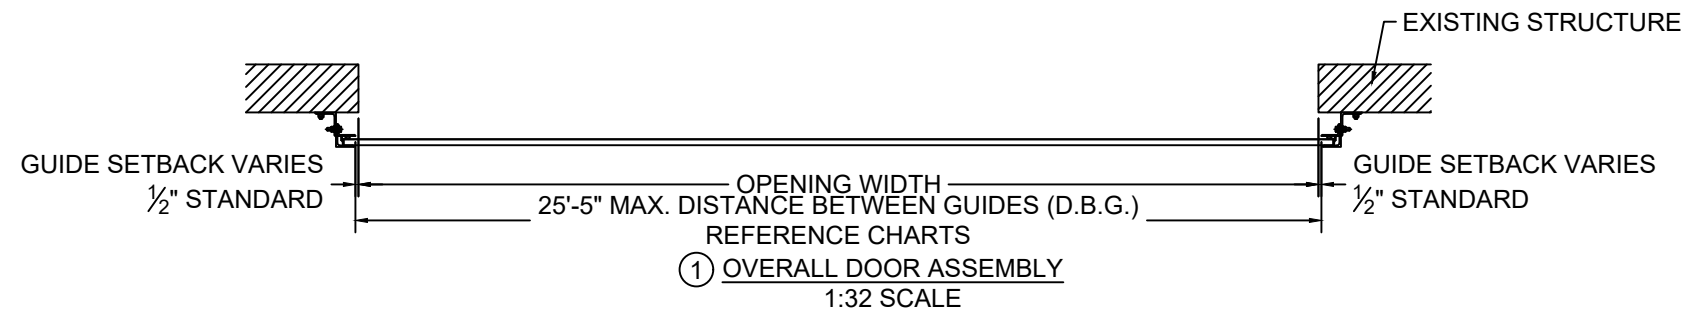 EXISTING STRUCTURE
GUIDE SETBACK VARIES
½" STANDARD
OPENING WIDTH
25'-5" MAX. DISTANCE BETWEEN GUIDES (D.B.G.)
REFERENCE CHARTS
GUIDE SETBACK VARIES
½" STANDARD
1 OVERALL DOOR ASSEMBLY
1:32 SCALE